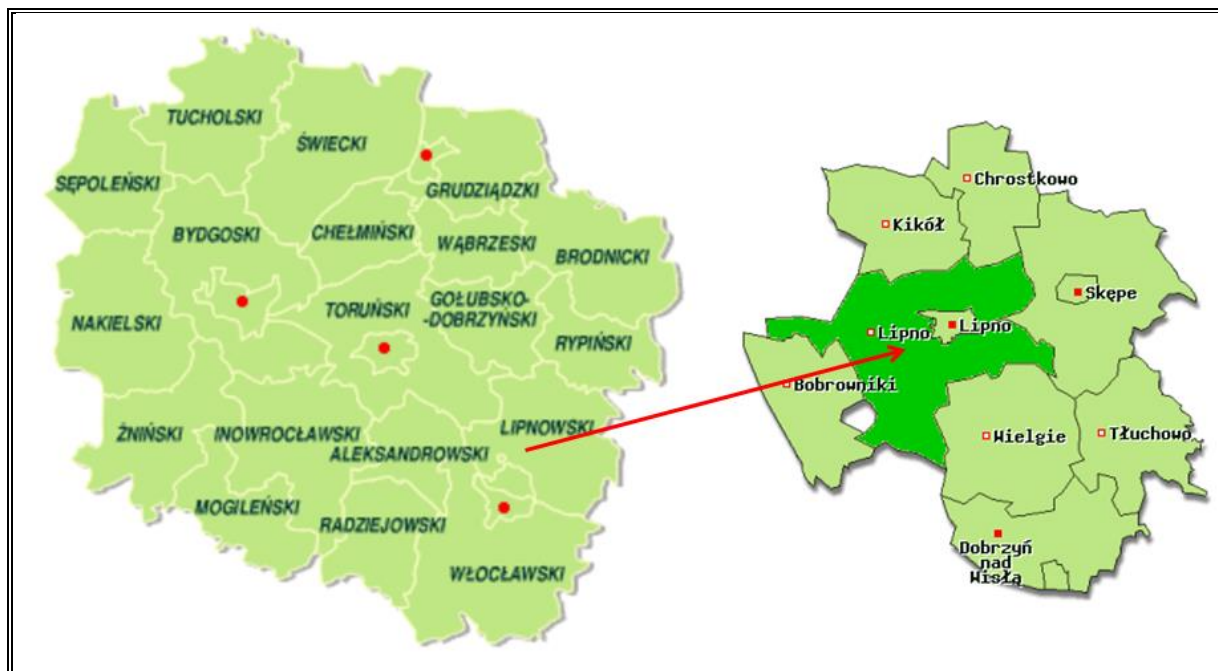 TUCHOLSKI
ŚWIECKI
SĘPOLEŃSKI
GRUDZIĄDZKI
BYDGOSKI
CHEŁMIŃSKI
WĄBRZESKI
BRODNICKI
NAKIELSKI
TORUŃSKI
GOŁUBSKO-
-DOBRZYŃSKI
RYPIŃSKI
ŻNIŃSKI
INOWROCŁAWSKI
LIPNOWSKI
ALEKSANDROWSKI
MOGILEŃSKI
RADZIEJOWSKI
WŁOCŁAWSKI
Chrostkowo
Kikół
Skępe
Lipno
Lipno
Bobrowniki
Wielgie
Tłuchowo
Dobrzyń
nad
Wisłą